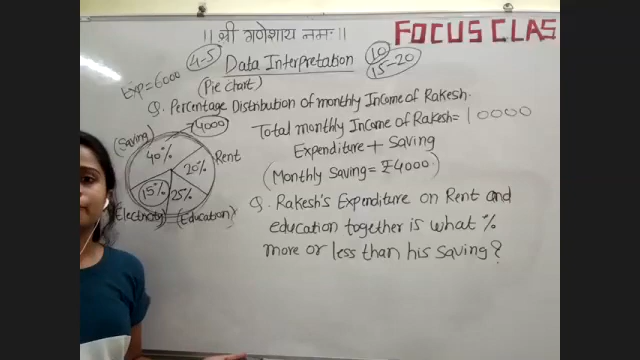 ।। श्री गणेशाय नमः ।।
FOCUS CLAS
4-5
Data Interpretation
10
15-20
Exp=6000
(Pie Chart)
Q. Percentage Distribution of monthly Income of Rakesh.
4000
Total monthly Income of Rakesh= 10000
(Saving)
Expenditure + Saving
40%
Rent
20%
(Monthly Saving = ₹4000)
15%
25%
Q. Rakesh's Expenditure on Rent and
(Electricity)
(Education)
education together is what %
more or less than his saving?